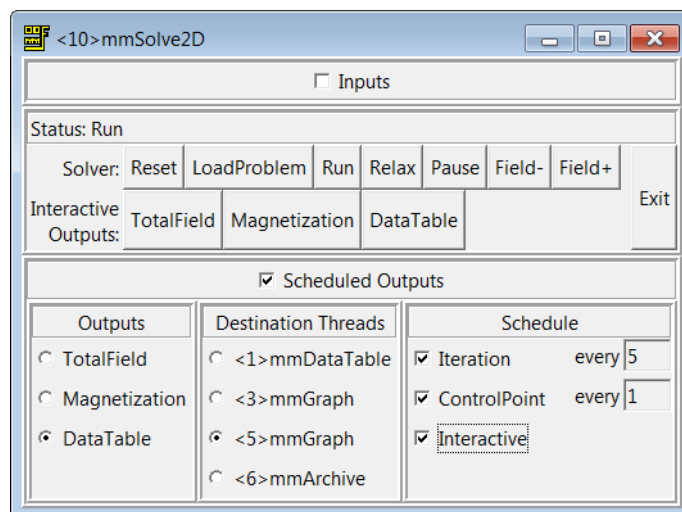 <10>mmSolve2D
Inputs
Status: Run
Solver: Reset LoadProblem Run Relax Pause Field- Field+
Exit
Interactive Outputs: TotalField Magnetization DataTable
Scheduled Outputs
Outputs Destination Threads Schedule
TotalField <1>mmDataTable Iteration every 5
Magnetization <3>mmGraph ControlPoint every 1
DataTable <5>mmGraph Interactive
<6>mmArchive